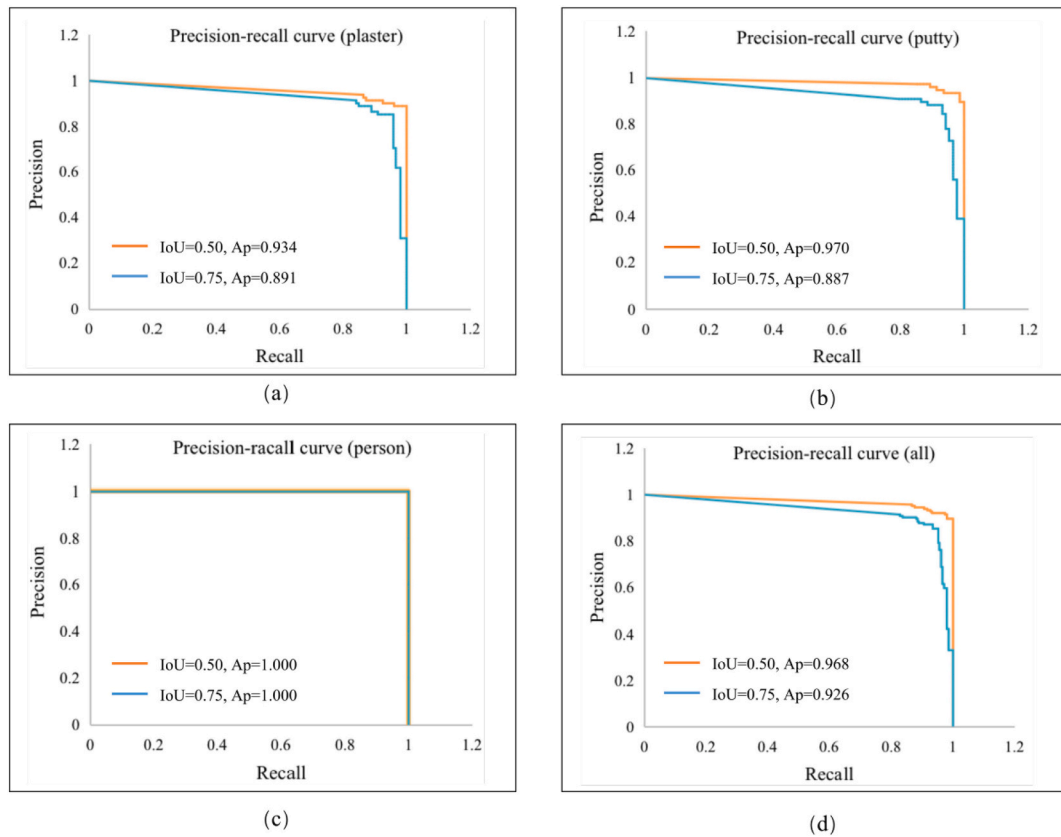 Precision-recall curve (plaster)
1.2
1
0.8
0.6
0.4
0.2
0
Precision
IoU=0.50, Ap=0.934
IoU=0.75, Ap=0.891
0 0.2 0.4 0.6 0.8 1 1.2
Recall
(a)
Precision-recall curve (putty)
1.2
1
0.8
0.6
0.4
0.2
0
Precision
IoU=0.50, Ap=0.970
IoU=0.75, Ap=0.887
0 0.2 0.4 0.6 0.8 1 1.2
Recall
(b)
Precision-racall curve (person)
1.2
1
0.8
0.6
0.4
0.2
0
Precision
IoU=0.50, Ap=1.000
IoU=0.75, Ap=1.000
0 0.2 0.4 0.6 0.8 1 1.2
Recall
(c)
Precision-recall curve (all)
1.2
1
0.8
0.6
0.4
0.2
0
Precision
IoU=0.50, Ap=0.968
IoU=0.75, Ap=0.926
0 0.2 0.4 0.6 0.8 1 1.2
Recall
(d)